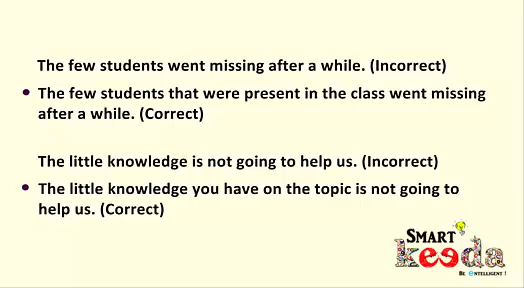 The few students went missing after a while. (Incorrect)
• The few students that were present in the class went missing
after a while. (Correct)
The little knowledge is not going to help us. (Incorrect)
• The little knowledge you have on the topic is not going to
help us. (Correct)
SMART
keeda
BE eNTELLIGENT !